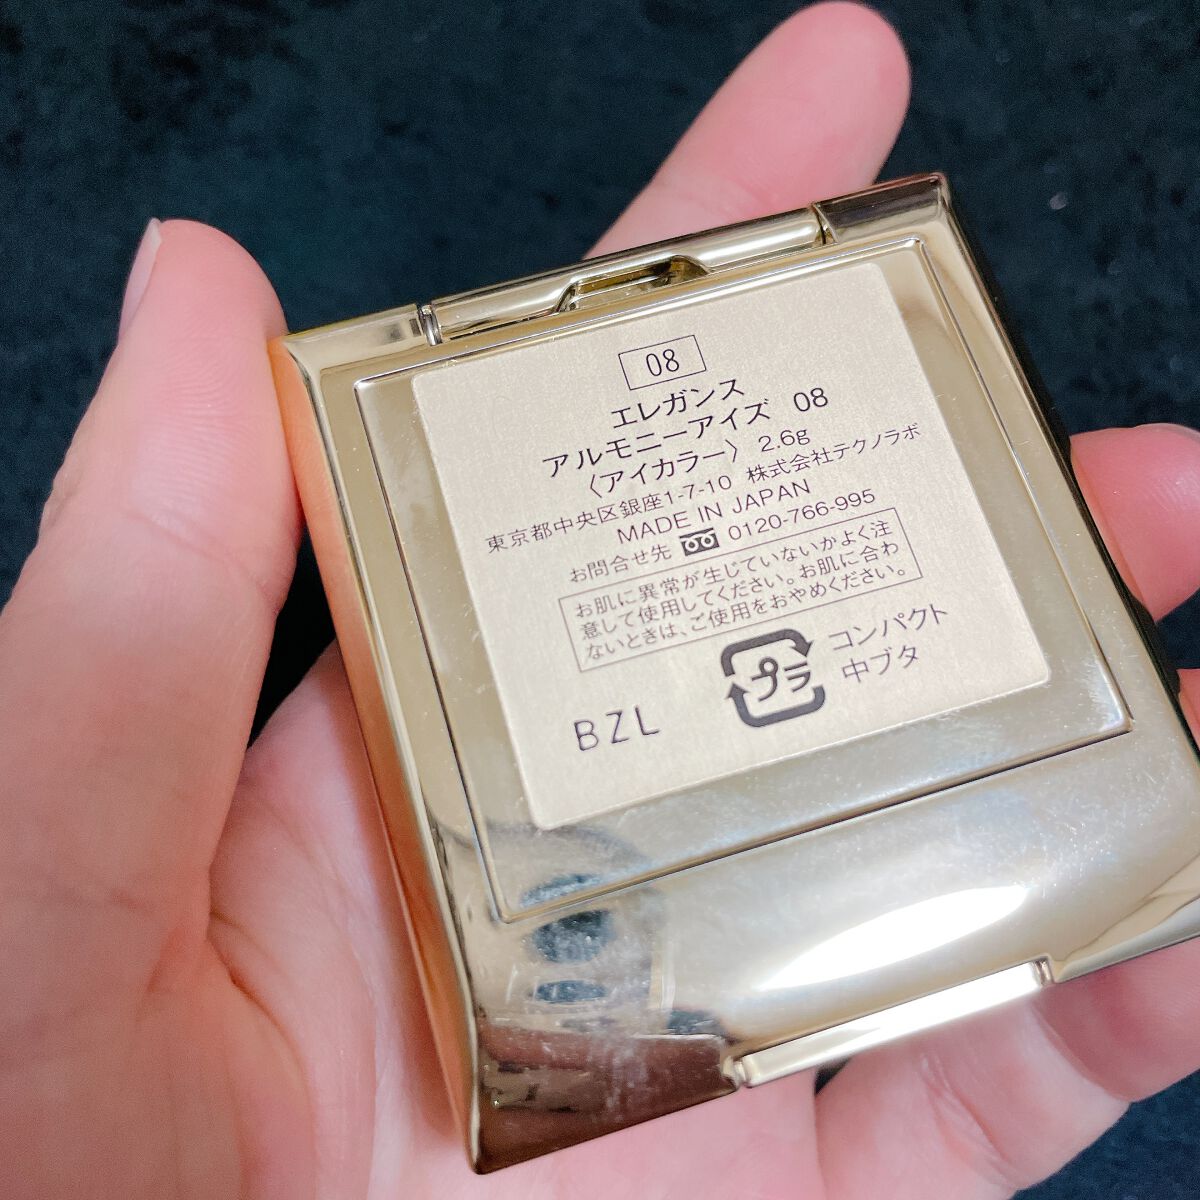 08
エレガンス
アルモニーアイズ 08
〈アイカラー〉 2.6g
東京都中央区銀座1-7-10 株式会社テクノラボ
MADE IN JAPAN
お問合せ先 0120-766-995
お肌に異常が生じていないかよく注
意して使用してください。お肌に合わ
ないときは、ご使用をおやめください。
プラ
コンパクト
中ブタ
BZL